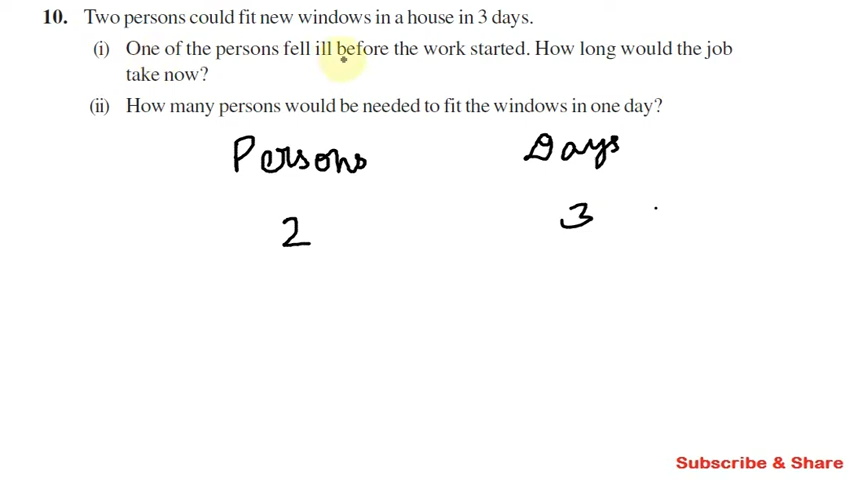 10. Two persons could fit new windows in a house in 3 days.
(i) One of the persons fell ill before the work started. How long would the job
take now?
(ii) How many persons would be needed to fit the windows in one day?
Persons Days
2 3
Subscribe & Share